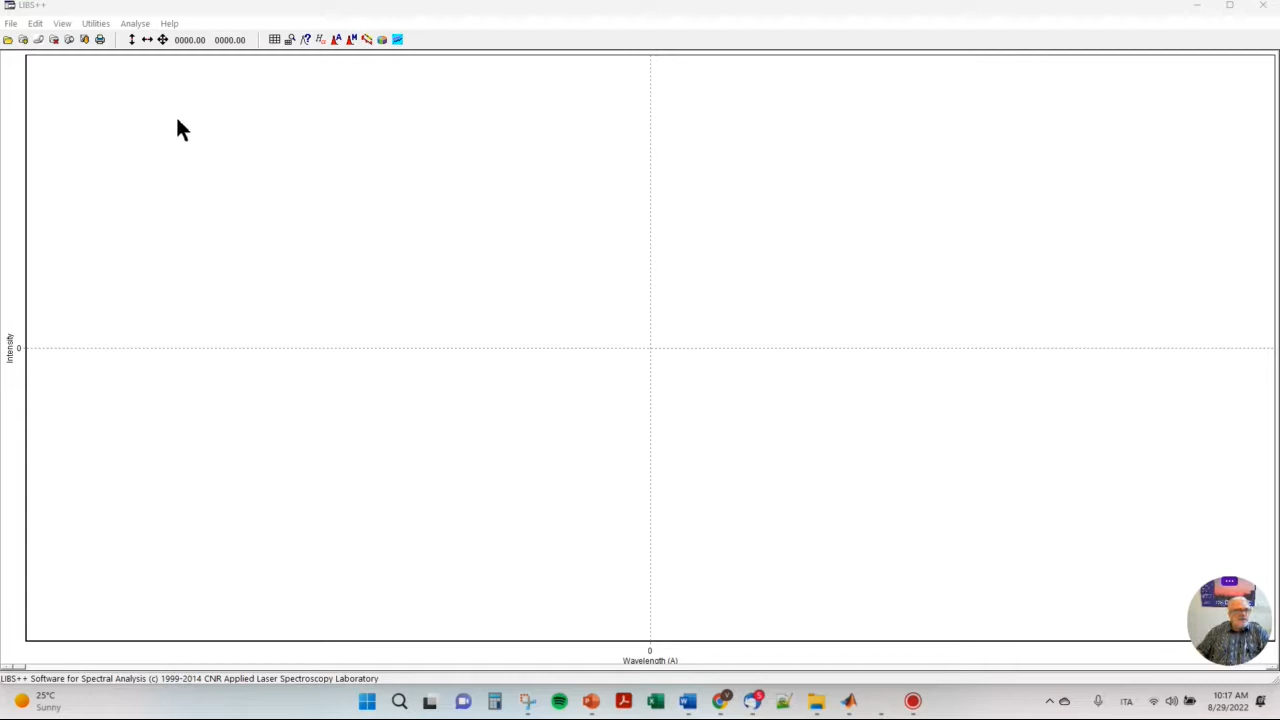 LIBS++
File Edit View Utilities Analyse Help
0000.00 0000.00
Intensity
0
0
Wavelength (A)
LIBS++ Software for Spectral Analysis (c) 1999-2014 CNR Applied Laser Spectroscopy Laboratory
25°C
Sunny
5
ITA
10:17 AM
8/29/2022